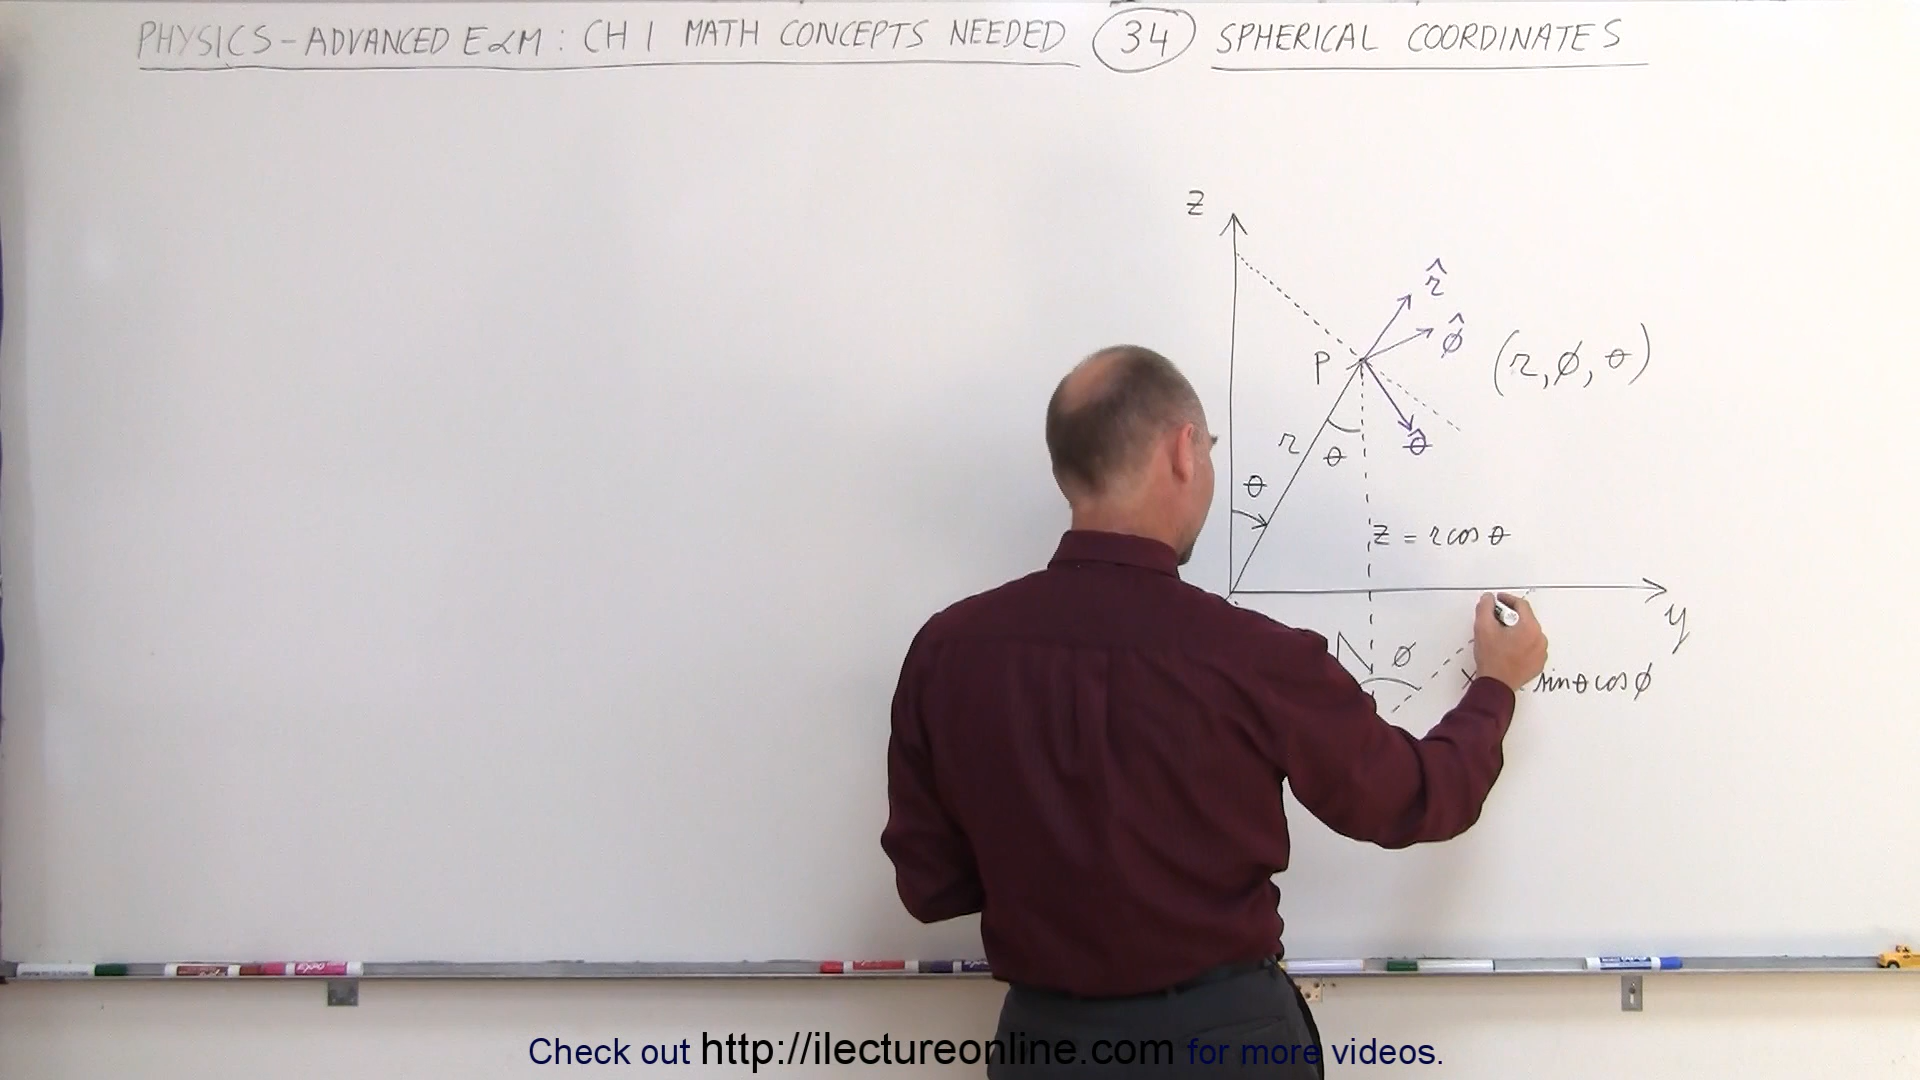 PHYSICS - ADVANCED E&M : CH 1 MATH CONCEPTS NEEDED 34 SPHERICAL COORDINATES
z
r̂
ϕ̂
P
(r, ϕ, θ)
r
θ
θ̂
θ
z = r cos θ
y
ϕ
x
sin θ cos ϕ
Check out http://ilectureonline.com for more videos.